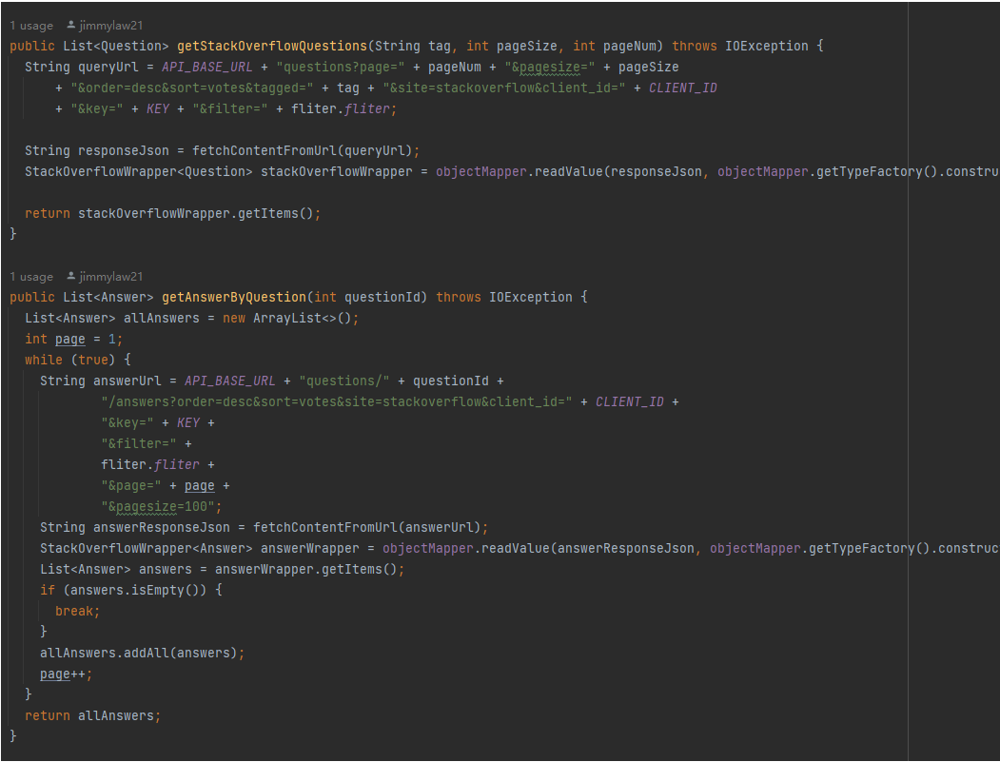 1 usage jimmylaw21
public List<Question> getStackOverflowQuestions(String tag, int pageSize, int pageNum) throws IOException {
  String queryUrl = API_BASE_URL + "questions?page=" + pageNum + "&pagesize=" + pageSize
      + "&order=desc&sort=votes&tagged=" + tag + "&site=stackoverflow&client_id=" + CLIENT_ID
      + "&key=" + KEY + "&filter=" + fliter.fliter;
  String responseJson = fetchContentFromUrl(queryUrl);
  StackOverflowWrapper<Question> stackOverflowWrapper = objectMapper.readValue(responseJson, objectMapper.getTypeFactory().constru
  return stackOverflowWrapper.getItems();
}
1 usage jimmylaw21
public List<Answer> getAnswerByQuestion(int questionId) throws IOException {
  List<Answer> allAnswers = new ArrayList<>();
  int page = 1;
  while (true) {
    String answerUrl = API_BASE_URL + "questions/" + questionId +
            "/answers?order=desc&sort=votes&site=stackoverflow&client_id=" + CLIENT_ID +
            "&key=" + KEY +
            "&filter=" +
            fliter.fliter +
            "&page=" + page +
            "&pagesize=100";
    String answerResponseJson = fetchContentFromUrl(answerUrl);
    StackOverflowWrapper<Answer> answerWrapper = objectMapper.readValue(answerResponseJson, objectMapper.getTypeFactory().construc
    List<Answer> answers = answerWrapper.getItems();
    if (answers.isEmpty()) {
      break;
    }
    allAnswers.addAll(answers);
    page++;
  }
  return allAnswers;
}